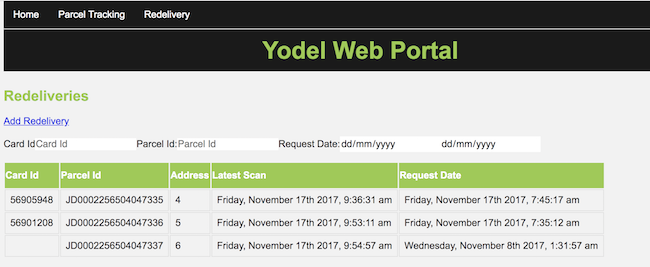 Home Parcel Tracking Redelivery
Yodel Web Portal
Redeliveries
Add Redelivery
Card Id Card Id Parcel Id: Parcel Id Request Date: dd/mm/yyyy dd/mm/yyyy
Card Id Parcel Id Address Latest Scan Request Date
56905948 JD0002256504047335 4 Friday, November 17th 2017, 9:36:31 am Friday, November 17th 2017, 7:45:17 am
56901208 JD0002256504047336 5 Friday, November 17th 2017, 9:53:11 am Friday, November 17th 2017, 7:35:12 am
JD0002256504047337 6 Friday, November 17th 2017, 9:54:57 am Wednesday, November 8th 2017, 1:31:57 am